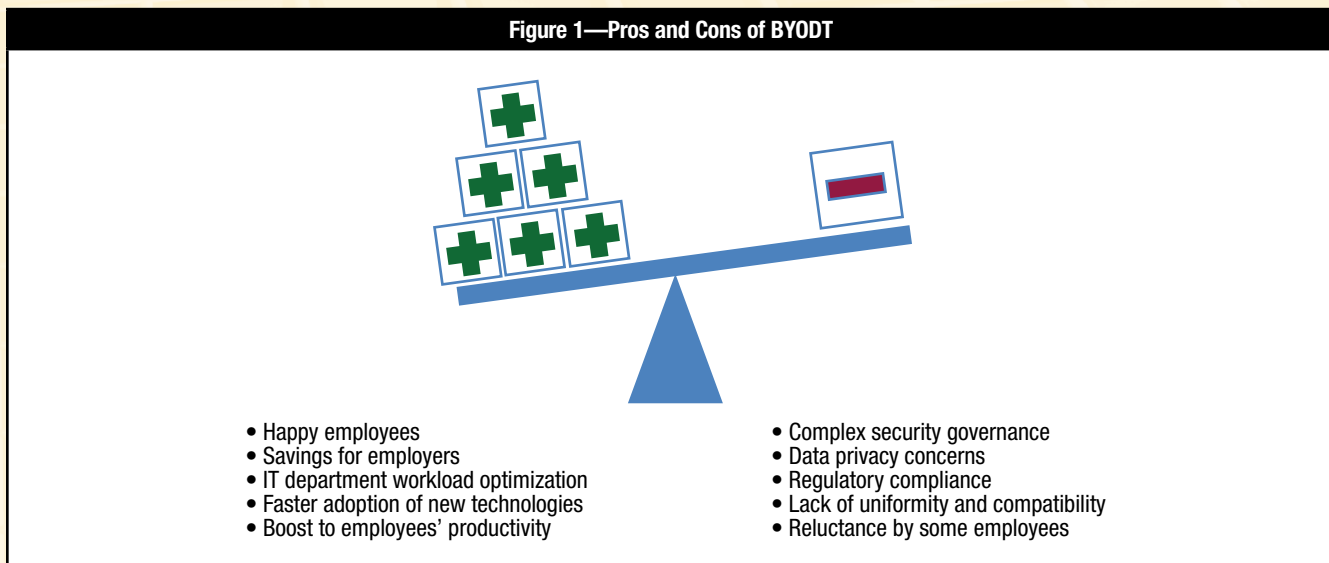 Figure 1—Pros and Cons of BYODT
• Happy employees
• Savings for employers
• IT department workload optimization
• Faster adoption of new technologies
• Boost to employees’ productivity
• Complex security governance
• Data privacy concerns
• Regulatory compliance
• Lack of uniformity and compatibility
• Reluctance by some employees